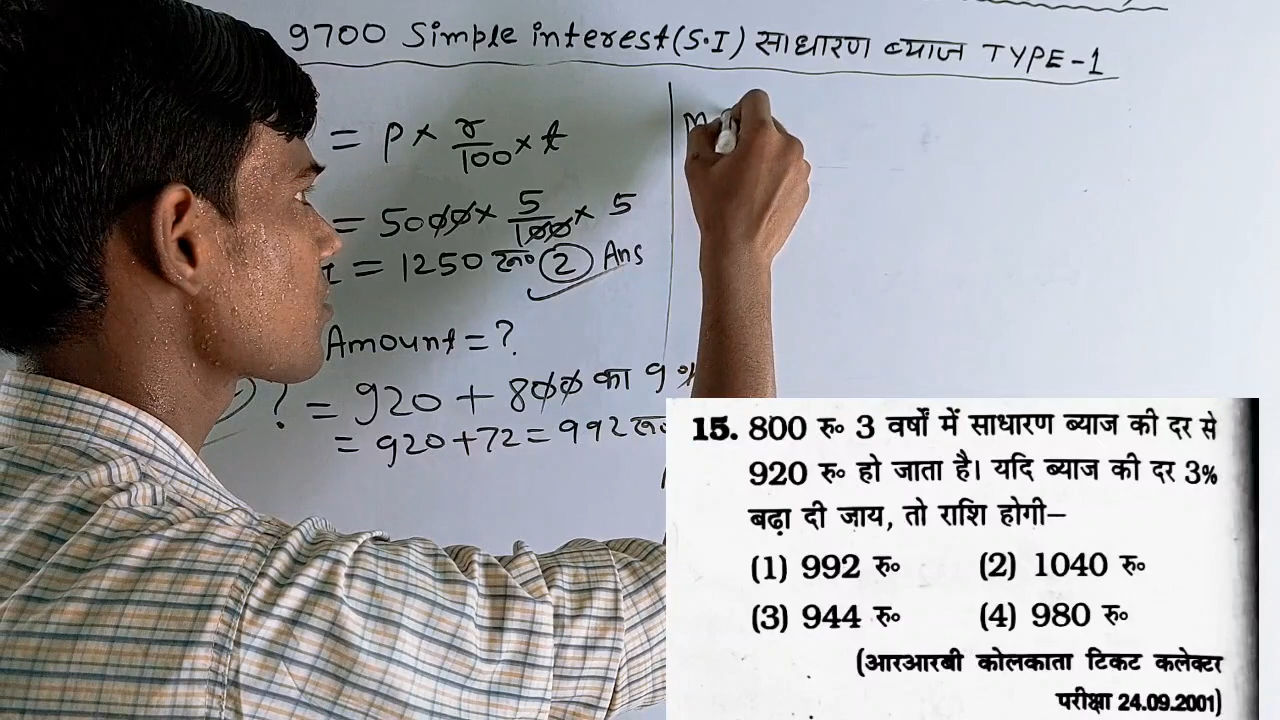 9700 Simple interest (S.I) साधारण ब्याज TYPE-1
= P × r/100 × t
= 5000 × 5/100 × 5
= 1250 रू० (2) Ans
Amount = ?
? = 920 + 800 का 9%
= 920 + 72 = 992 रू०
15. 800 रु० 3 वर्षों में साधारण ब्याज की दर से
920 रु० हो जाता है। यदि ब्याज की दर 3%
बढ़ा दी जाय, तो राशि होगी–
(1) 992 रु० (2) 1040 रु०
(3) 944 रु० (4) 980 रु०
(आरआरबी कोलकाता टिकट कलेक्टर
परीक्षा 24.09.2001)